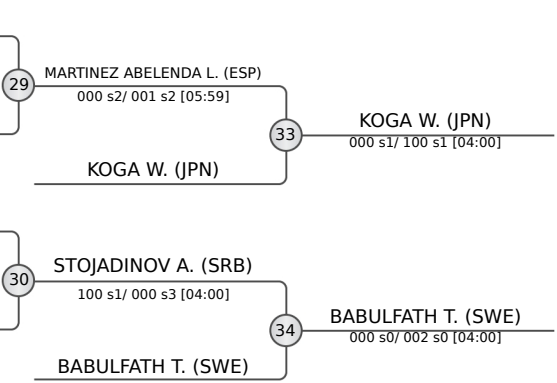 29
MARTINEZ ABELENDA L. (ESP)
000 s2/ 001 s2 [05:59]
33
KOGA W. (JPN)
000 s1/ 100 s1 [04:00]
KOGA W. (JPN)
30
STOJADINOV A. (SRB)
100 s1/ 000 s3 [04:00]
34
BABULFATH T. (SWE)
000 s0/ 002 s0 [04:00]
BABULFATH T. (SWE)